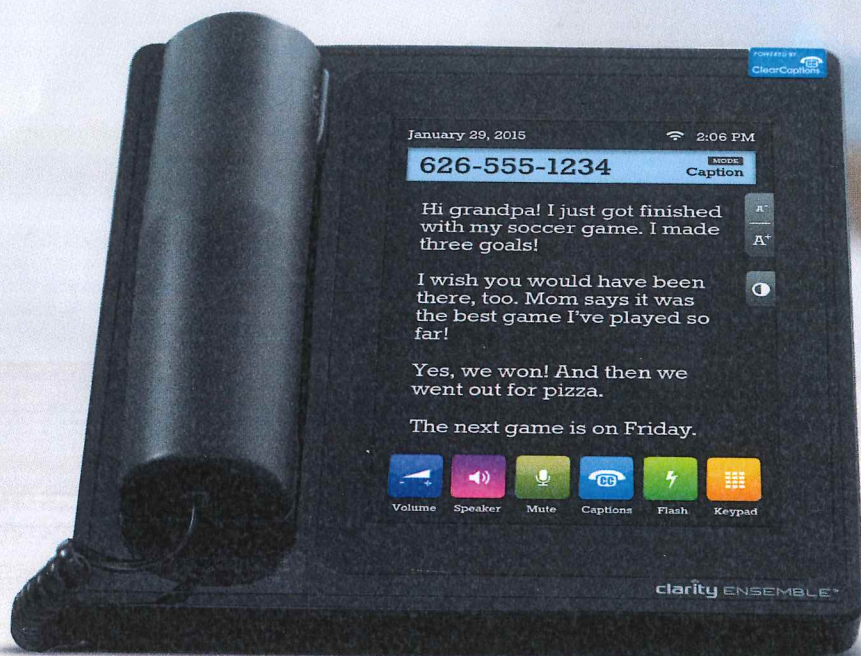 POWERED BY
ClearCaptions
January 29, 2015 2:06 PM
626-555-1234
MODE
Caption
Hi grandpa! I just got finished
with my soccer game. I made
three goals!
A-
A+
I wish you would have been
there, too. Mom says it was
the best game I've played so
far!
Yes, we won! And then we
went out for pizza.
The next game is on Friday.
CC
Volume Speaker Mute Captions Flash Keypad
clarity ENSEMBLE™